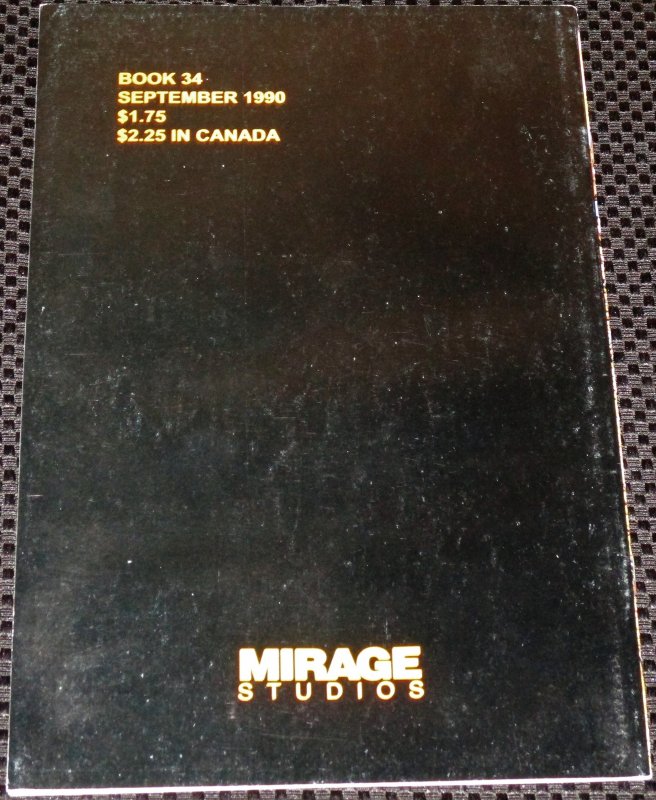 BOOK 34
SEPTEMBER 1990
$1.75
$2.25 IN CANADA
MIRAGE
STUDIOS